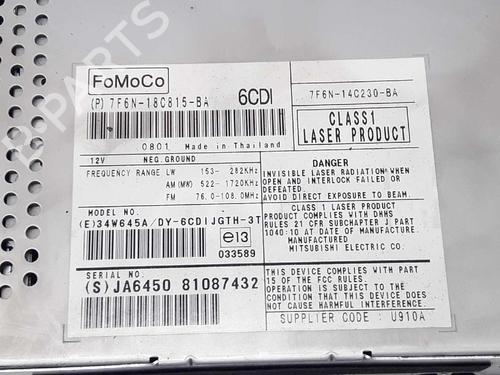 FoMoCo
(P) 7F6N-18C815-BA 6CDI
7F6N-14C230-BA
0801 Made in Thailand
CLASS1
LASER PRODUCT
12V NEG.GROUND
FREQUENCY RANGE LW 153- 282KHz
AM(MW) 522-1720KHz
FM 76.0-108.0MHz
DANGER
INVISIBLE LASER RADIATION WHEN
OPEN AND INTERLOCK FAILED OR
DEFEATED.
AVOID DIRECT EXPOSURE TO BEAM.
MODEL NO.
(E)34W645A/DY-6CDIJGTH-3T
e13
033589
CLASS 1 LASER PRODUCT
PRODUCT COMPLIES WITH DHHS
RULES 21 CFR SUBCHAPTER J PART
1040:10 AT DATE OF MANUFACTURE.
MANUFACTURED
MITSUBISHI ELECTRIC CO.
SERIAL NO.
(S)JA6450 81087432
THIS DEVICE COMPLIES WITH PART
15 OF THE FCC RULES
OPERATION IS SUBJECT TO THE
CONDITION THAT THIS DEVICE
DOES NOT CAUSE HARMFUL
INTERFERENCE.
SUPPLIER CODE : U910A
B-PARTS